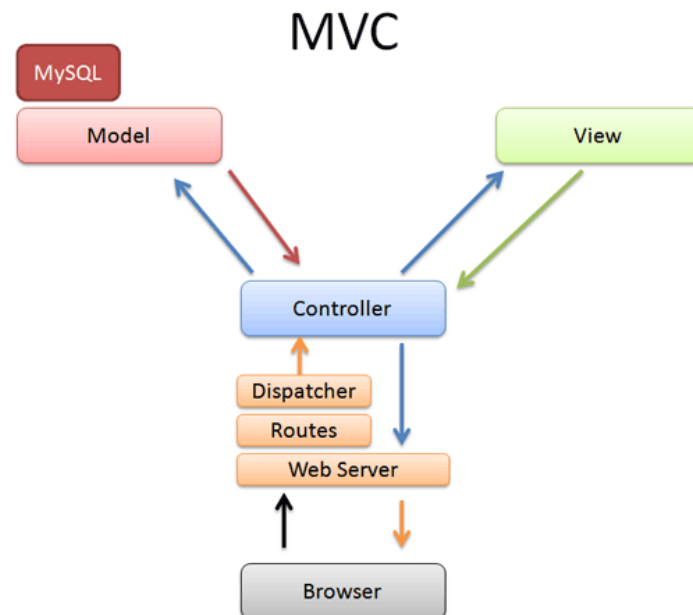 MVC
MySQL
Model
View
Controller
Dispatcher
Routes
Web Server
Browser